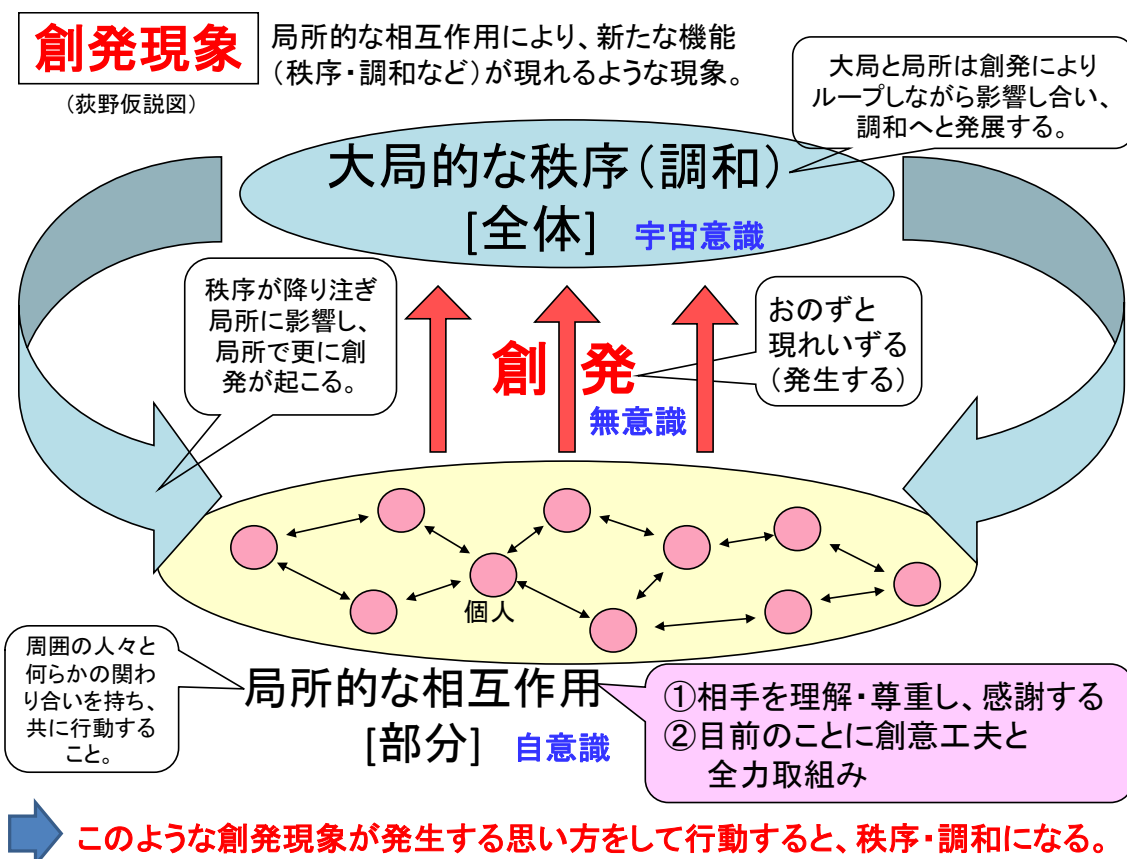 創発現象
(荻野仮説図)
局所的な相互作用により、新たな機能
(秩序・調和など)が現れるような現象。
大局と局所は創発により
ループしながら影響し合い、
調和へと発展する。
大局的な秩序(調和)
[全体] 宇宙意識
秩序が降り注ぎ
局所に影響し、
局所で更に創
発が起こる。
創発
無意識
おのずと
現れいずる
(発生する)
個人
周囲の人々と
何らかの関わ
り合いを持ち、
共に行動する
こと。
局所的な相互作用
[部分] 自意識
①相手を理解・尊重し、感謝する
②目前のことに創意工夫と
全力取組み
このような創発現象が発生する思い方をして行動すると、秩序・調和になる。